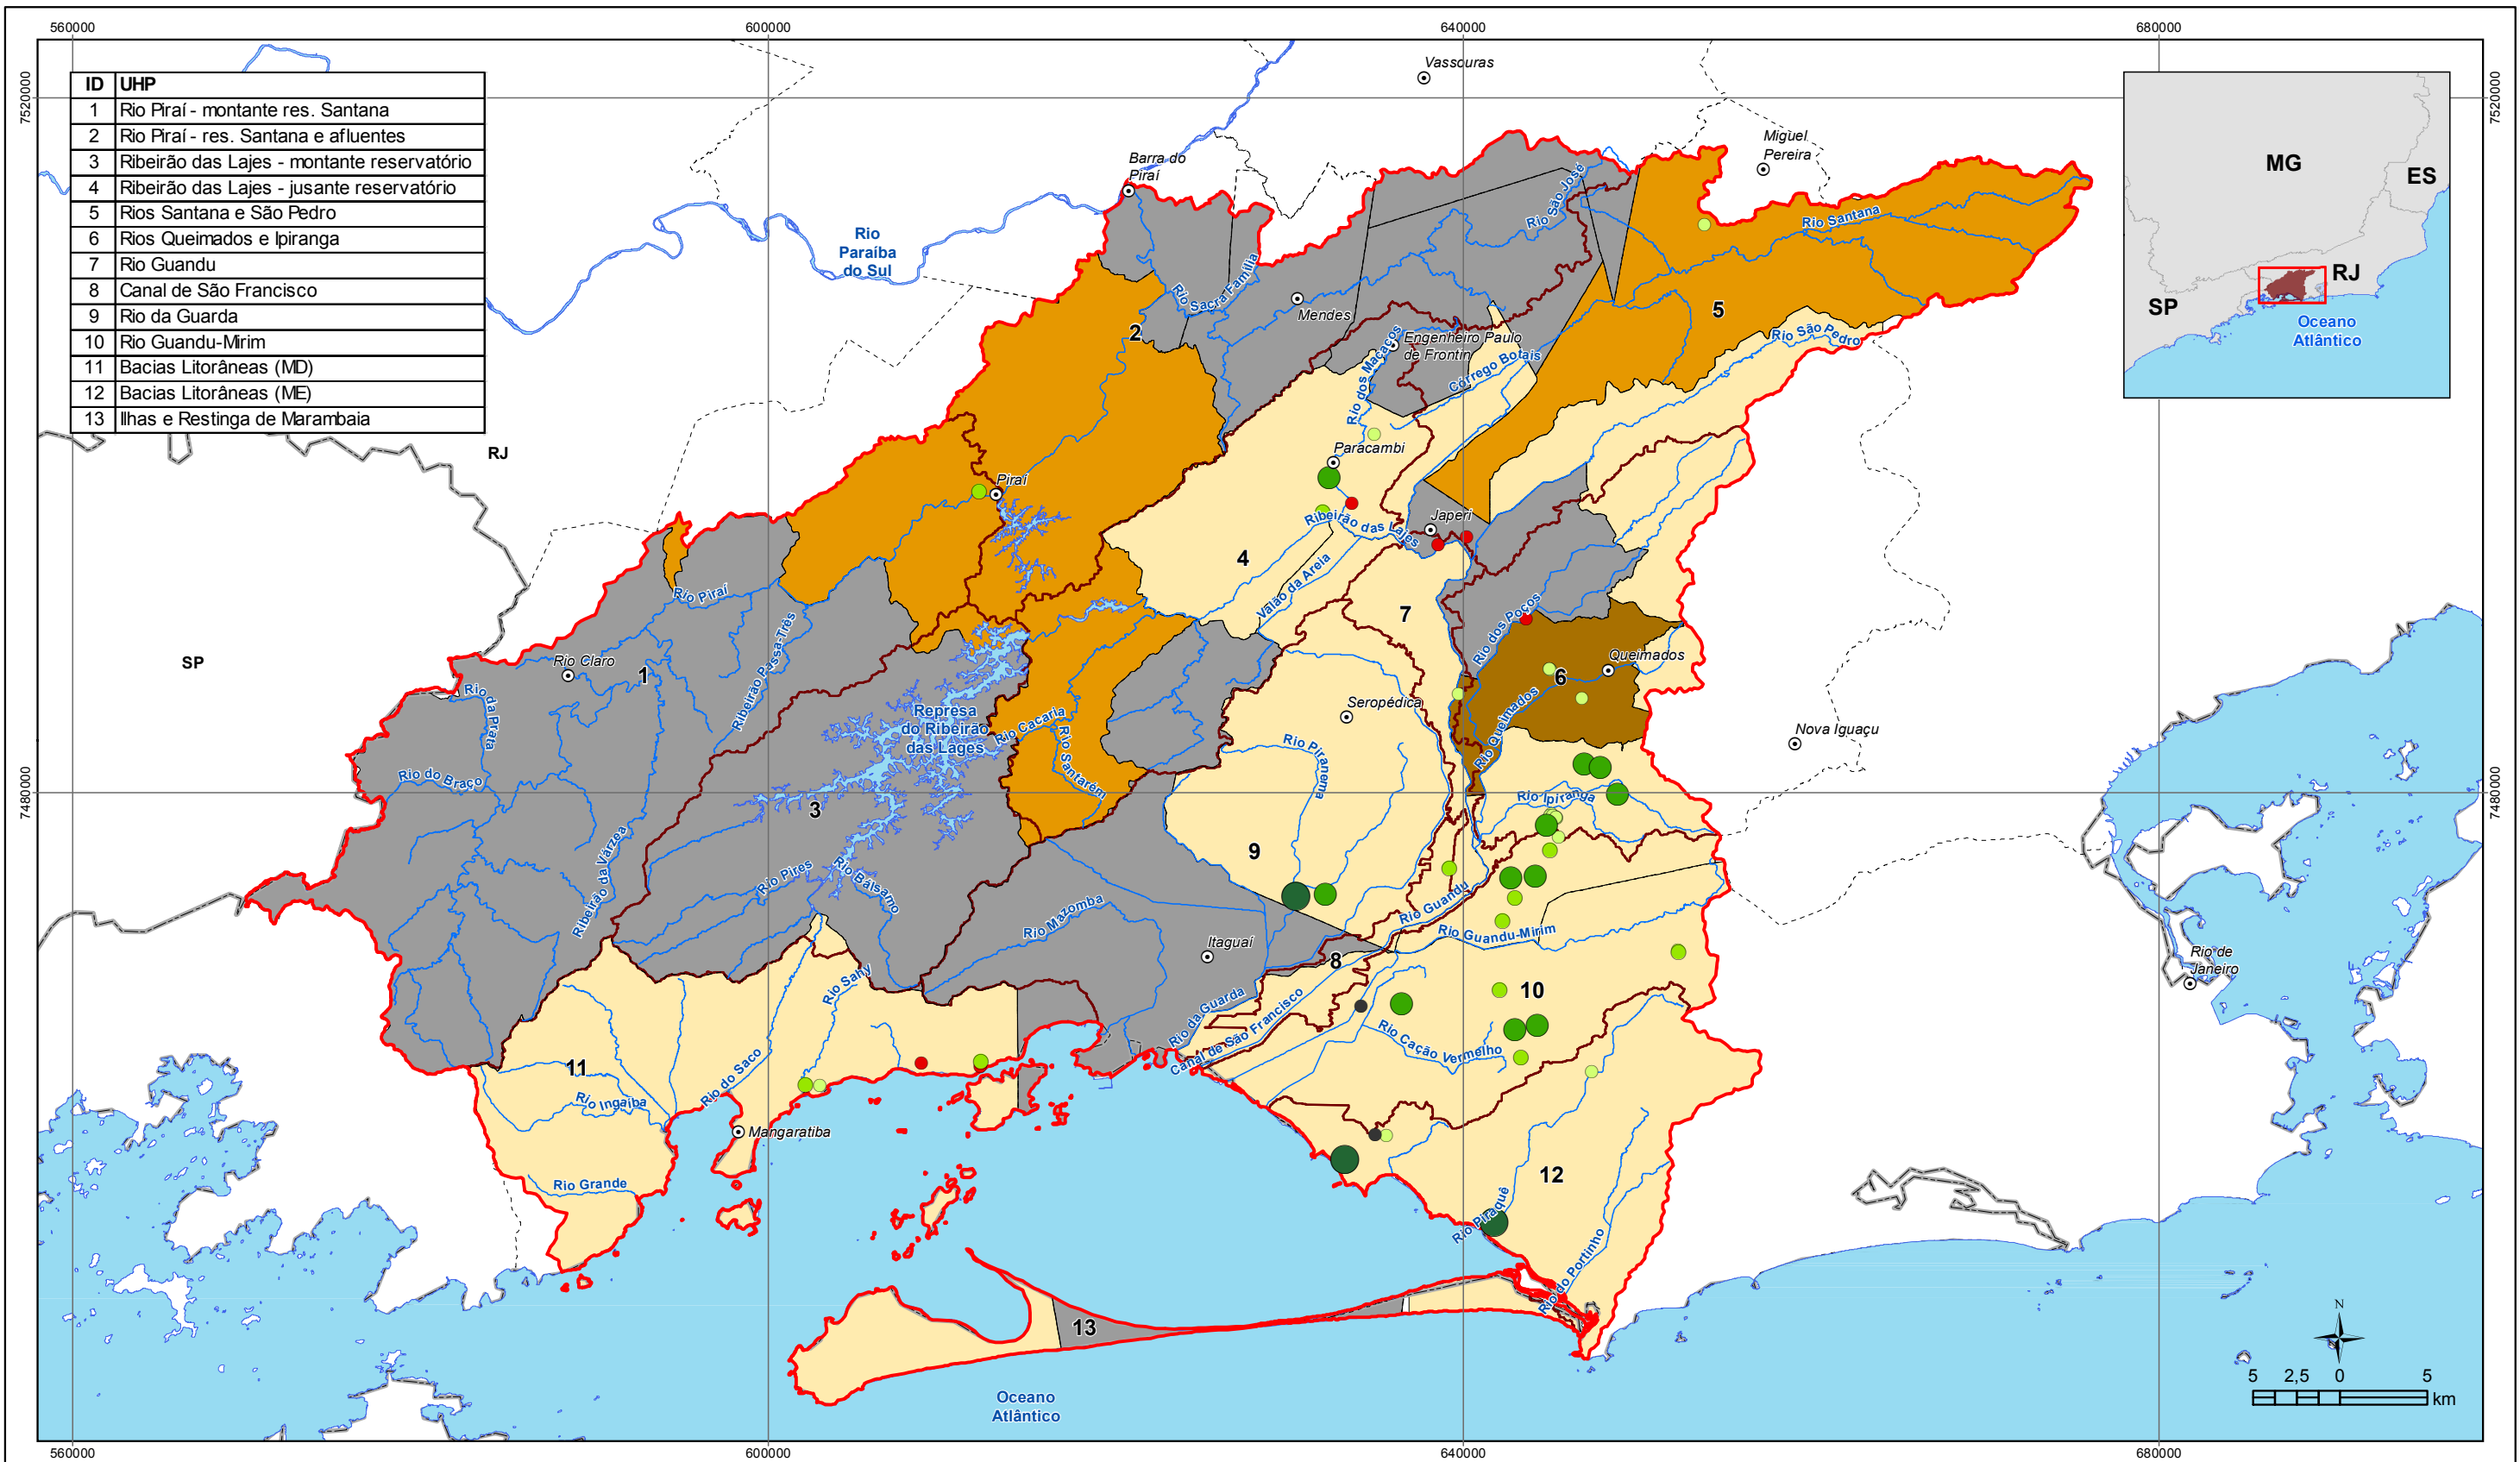 560000
600000
640000
680000
7520000
7520000
ID UHP
1 Rio Piraí - montante res. Santana
2 Rio Piraí - res. Santana e afluentes
3 Ribeirão das Lajes - montante reservatório
4 Ribeirão das Lajes - jusante reservatório
5 Rios Santana e São Pedro
6 Rios Queimados e Ipiranga
7 Rio Guandu
8 Canal de São Francisco
9 Rio da Guarda
10 Rio Guandu-Mirim
11 Bacias Litorâneas (MD)
12 Bacias Litorâneas (ME)
13 Ilhas e Restinga de Marambaia
MG
ES
RJ
SP
Oceano
Atlântico
Vassouras
Miguel
Pereira
Barra do
Piraí
Rio
Paraíba
do Sul
Rio São José
Rio Santana
Rio Sacra Família
Mendes
2
5
Engenheiro Paulo
de Frontin
Rio dos Macacos
Córrego Botais
Rio São Pedro
RJ
Paracambi
Piraí
Ribeirão das Lajes
Japeri
4
Valão da Areia
7
Rio Piraí
Ribeirão Passa-Três
Rio dos Poços
SP
Rio Claro
1
Queimados
6
Rio da Prata
Represa
do Ribeirão
das Lages
Rio Cacaria
Rio Santarém
Seropédica
Rio Queimados
Nova Iguaçu
Rio Piranema
Rio do Braço
7480000
7480000
3
Rio Ipiranga
Ribeirão da Várzea
9
Rio Pires
Rio Bálsamo
Rio Mazomba
Rio Guandu
Rio Guandu-Mirim
Itaguaí
8
Rio de
Janeiro
Rio Sahy
10
Rio da Guarda
Canal de São Francisco
Rio Cação Vermelho
11
Rio do Saco
Rio Ingaíba
Mangaratiba
12
Rio Grande
Rio Piraquê
Rio do Portinho
13
N
Oceano
Atlântico
5 2,5 0 5
km
560000
600000
640000
680000